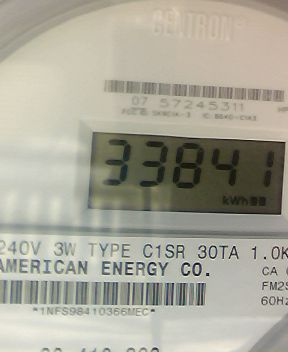 CENTRON®
07 57245311
33841
kWh
240V 3W TYPE C1SR 30TA 1.0K
AMERICAN ENERGY CO.
CA
FM2S
60Hz
*1NFS98410366MEC*